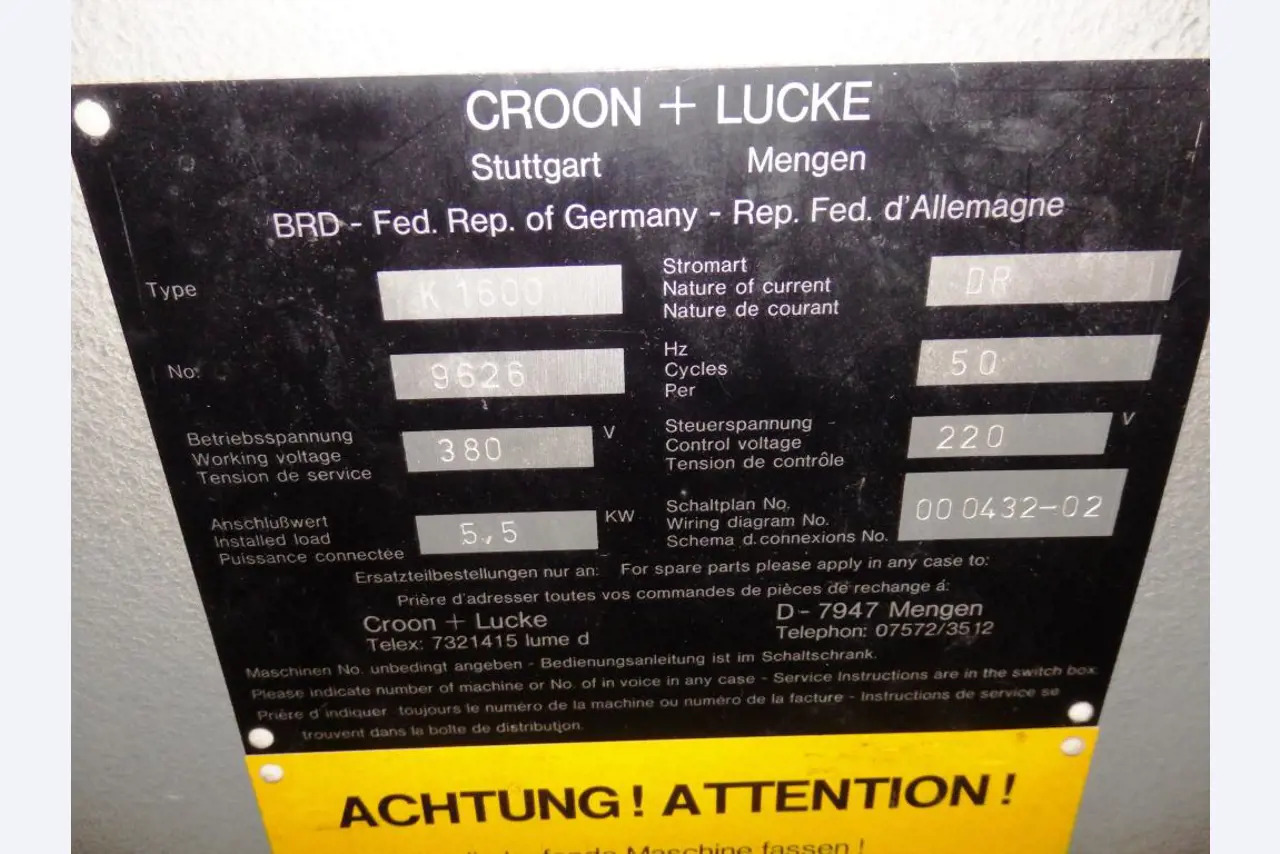 CROON + LUCKE
Stuttgart Mengen
BRD - Fed. Rep. of Germany - Rep. Fed. d'Allemagne
Type K 1600
Stromart
Nature of current DR
Nature de courant
No. 9626
Hz
Cycles 50
Per
Betriebsspannung
Working voltage 380 V
Tension de service
Steuerspannung
Control voltage 220 V
Tension de contrôle
Anschlußwert
Installed load 5,5 KW
Puissance connectée
Schaltplan No.
Wiring diagram No. 00 0432-02
Schema d.connexions No.
Ersatzteilbestellungen nur an: For spare parts please apply in any case to:
Prière d'adresser toutes vos commandes de pièces de rechange á:
Croon + Lucke D - 7947 Mengen
Telex: 7321415 lume d Telephon: 07572/3512
Maschinen No. unbedingt angeben - Bedienungsanleitung ist im Schaltschrank.
Please indicate number of machine or No. of in voice in any case - Service Instructions are in the switch box
Prière d'indiquer toujours le numéro de la machine ou numéro de la facture - Instructions de service se
trouvent dans la boîte de distribution.
ACHTUNG! ATTENTION!
Maschine fassen!